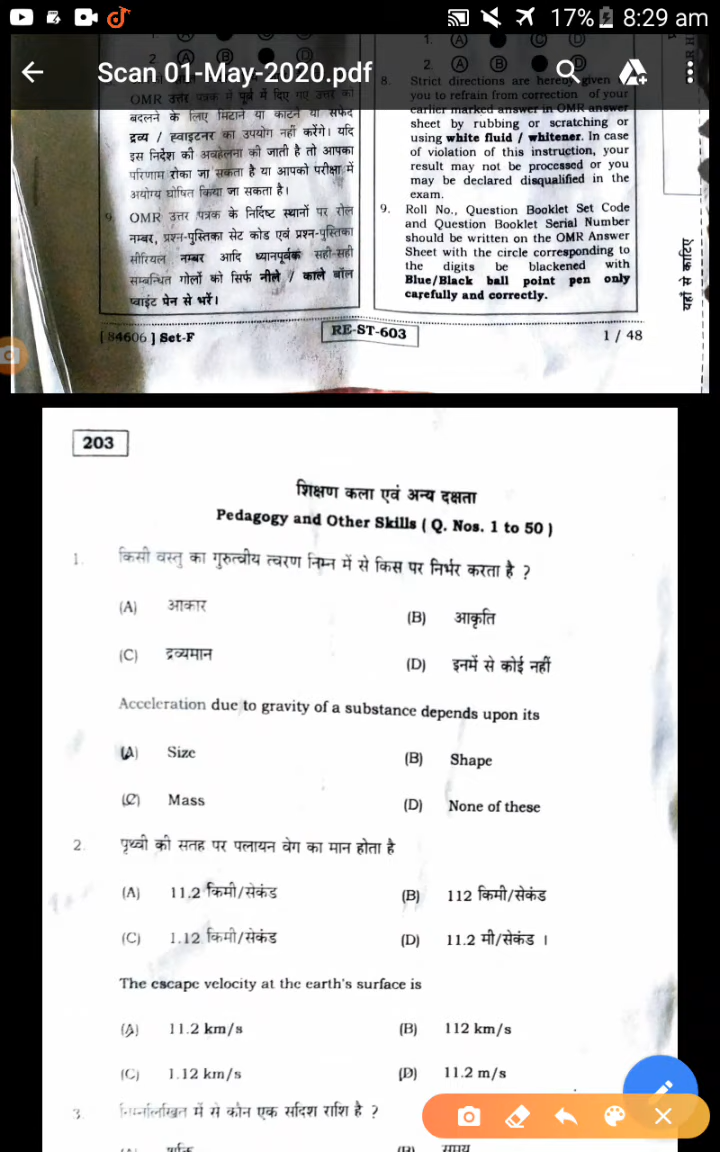 17% 8:29 am
1. (A) (C) (D)
2.
2. (A) (B) (D)
Scan 01-May-2020.pdf
OMR उत्तर पत्रक में पूर्व में दिए गए उत्तर को
बदलने के लिए मिटाने या काटने या सफेद
द्रव्य / ह्वाइटनर का उपयोग नहीं करेंगे। यदि
इस निर्देश की अवहेलना की जाती है तो आपका
परिणाम रोका जा सकता है या आपको परीक्षा में
अयोग्य घोषित किया जा सकता है।
9. OMR उत्तर पत्रक के निर्दिष्ट स्थानों पर रोल
नम्बर, प्रश्न-पुस्तिका सेट कोड एवं प्रश्न-पुस्तिका
सीरियल नम्बर आदि ध्यानपूर्वक सही-सही
सम्बन्धित गोलों को सिर्फ नीले / काले बॉल
प्वाइंट पेन से भरें।
8. Strict directions are hereby given
you to refrain from correction of your
earlier marked answer in OMR answer
sheet by rubbing or scratching or
using white fluid / whitener. In case
of violation of this instruction, your
result may not be processed or you
may be declared disqualified in the
exam.
9. Roll No., Question Booklet Set Code
and Question Booklet Serial Number
should be written on the OMR Answer
Sheet with the circle corresponding to
the digits be blackened with
Blue/Black ball point pen only
carefully and correctly.
यहाँ से काटिए
[ 84606 ] Set-F
RE-ST-603
1 / 48
203
शिक्षण कला एवं अन्य दक्षता
Pedagogy and Other Skills ( Q. Nos. 1 to 50 )
1. किसी वस्तु का गुरुत्वीय त्वरण निम्न में से किस पर निर्भर करता है ?
(A) आकार
(B) आकृति
(C) द्रव्यमान
(D) इनमें से कोई नहीं
Acceleration due to gravity of a substance depends upon its
(A) Size
(B) Shape
(C) Mass
(D) None of these
2. पृथ्वी की सतह पर पलायन वेग का मान होता है
(A) 11.2 किमी/सेकंड
(B) 112 किमी/सेकंड
(C) 1.12 किमी/सेकंड
(D) 11.2 मी/सेकंड ।
The escape velocity at the earth's surface is
(A) 11.2 km/s
(B) 112 km/s
(C) 1.12 km/s
(D) 11.2 m/s
3. निम्नलिखित में से कौन एक सदिश राशि है ?
(A) शक्ति
(B) समय